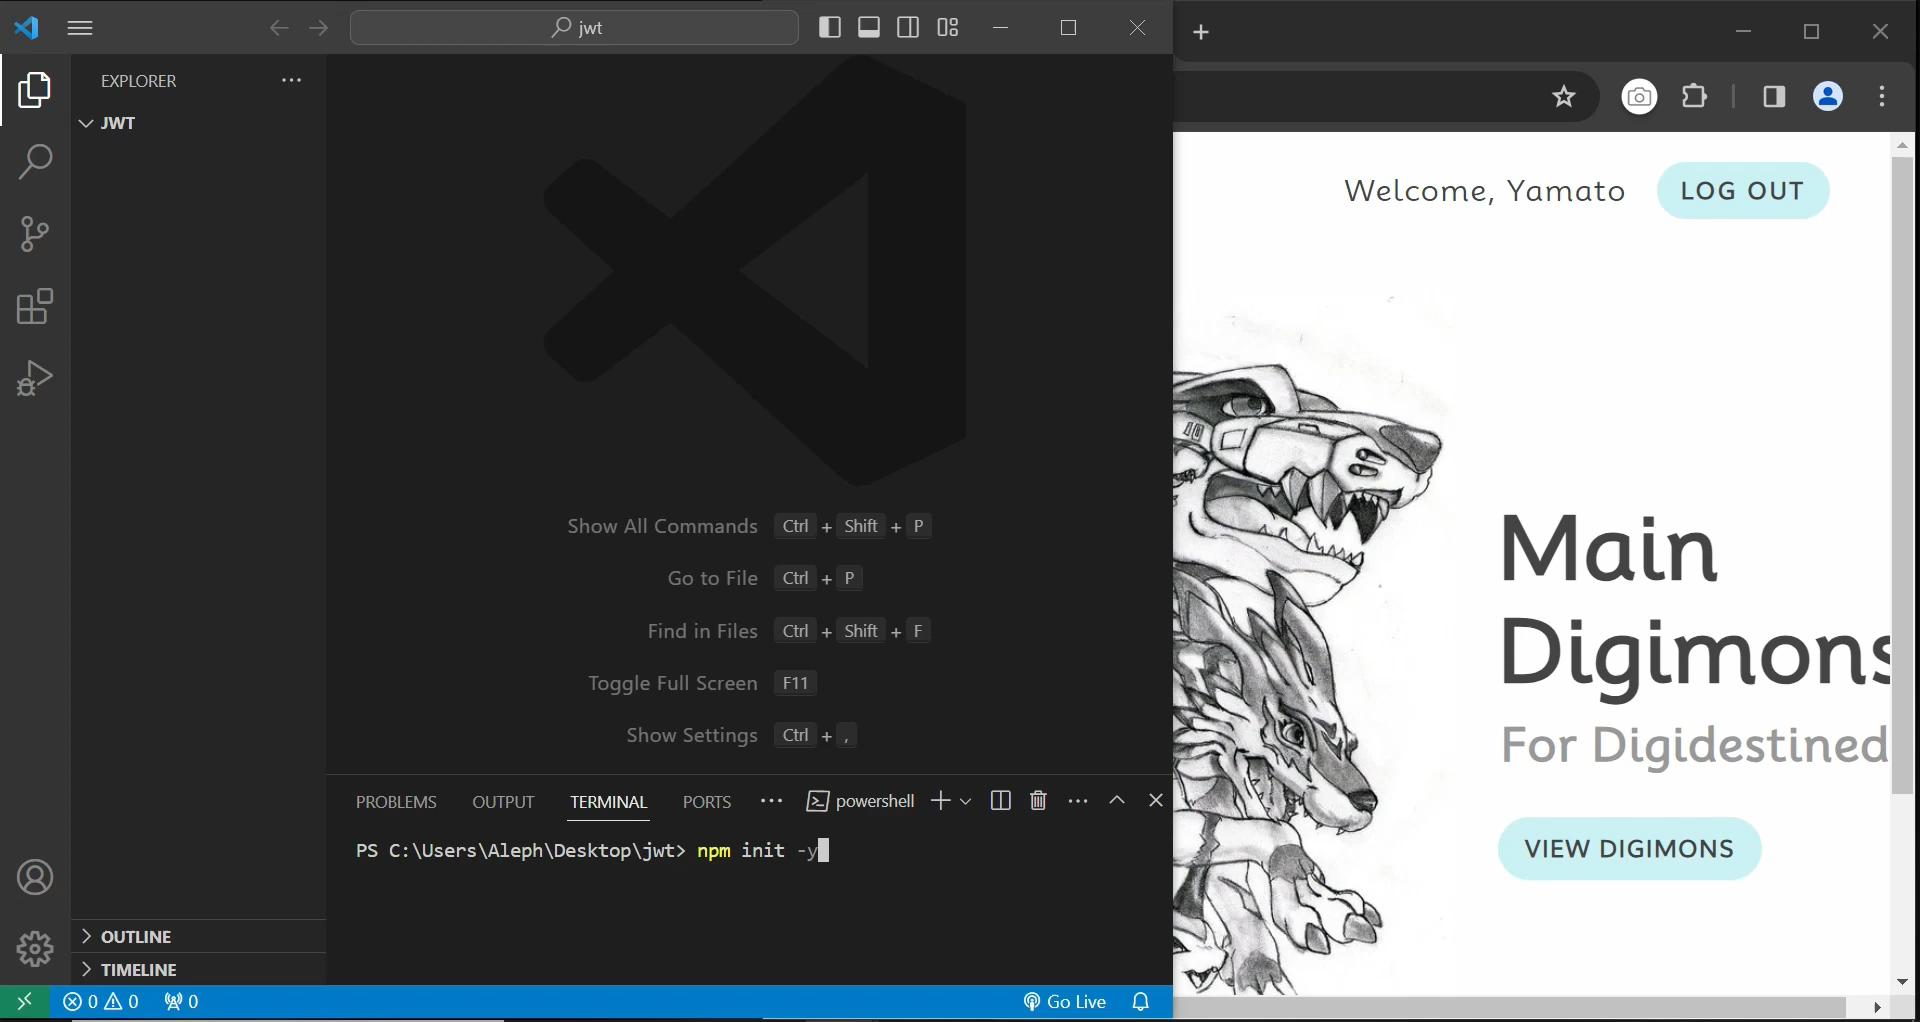 jwt
EXPLORER
JWT
Show All Commands Ctrl + Shift + P
Go to File Ctrl + P
Find in Files Ctrl + Shift + F
Toggle Full Screen F11
Show Settings Ctrl + ,
PROBLEMS OUTPUT TERMINAL PORTS powershell
PS C:\Users\Aleph\Desktop\jwt> npm init -y
OUTLINE
TIMELINE
0 0 0 Go Live
Welcome, Yamato LOG OUT
Main
Digimons
For Digidestined
VIEW DIGIMONS